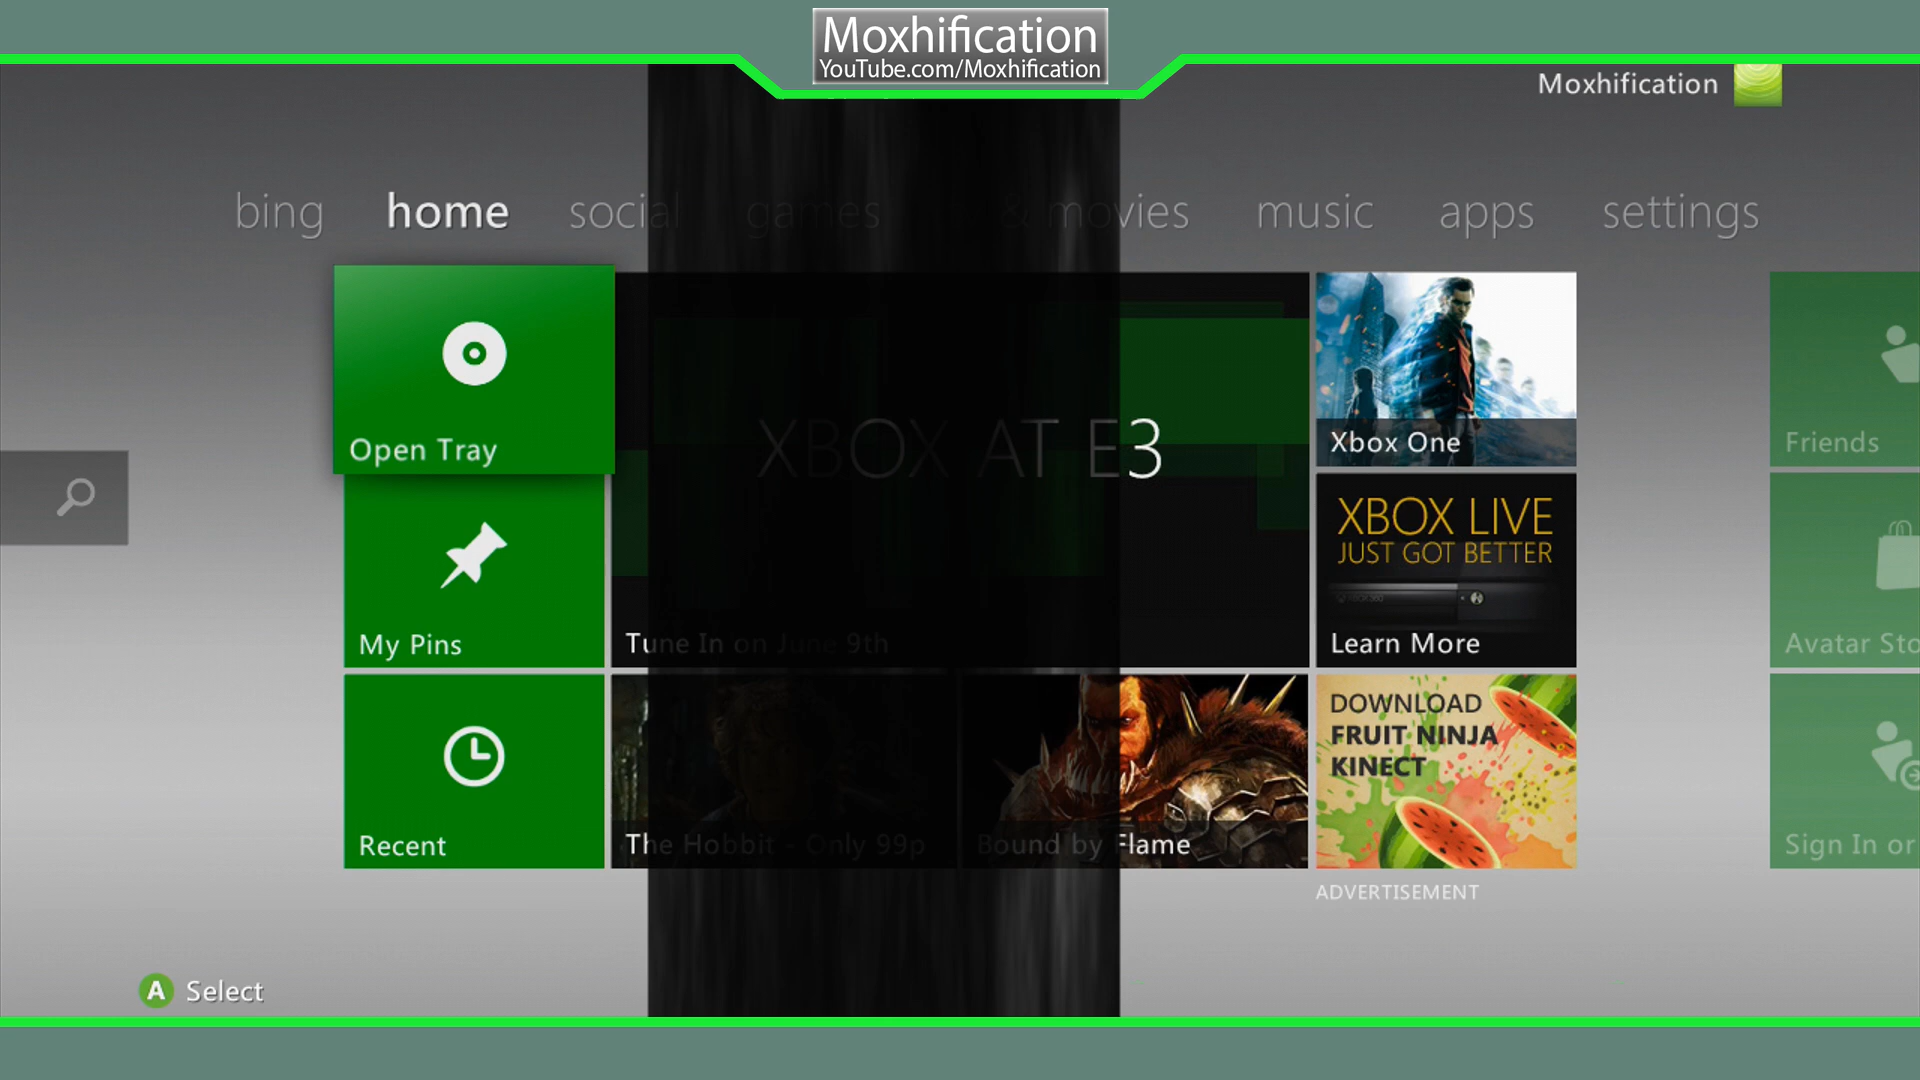 Moxhification
YouTube.com/Moxhification
Moxhification
bing home social games & movies music apps settings
Open Tray
XBOX AT E3
Xbox One
Friends
XBOX LIVE
JUST GOT BETTER
XBOX360
My Pins
Tune In on June 9th
Learn More
Avatar Sto
DOWNLOAD
FRUIT NINJA
KINECT
Recent
The Hobbit - Only 99p
Bound by Flame
Sign In or
ADVERTISEMENT
A Select